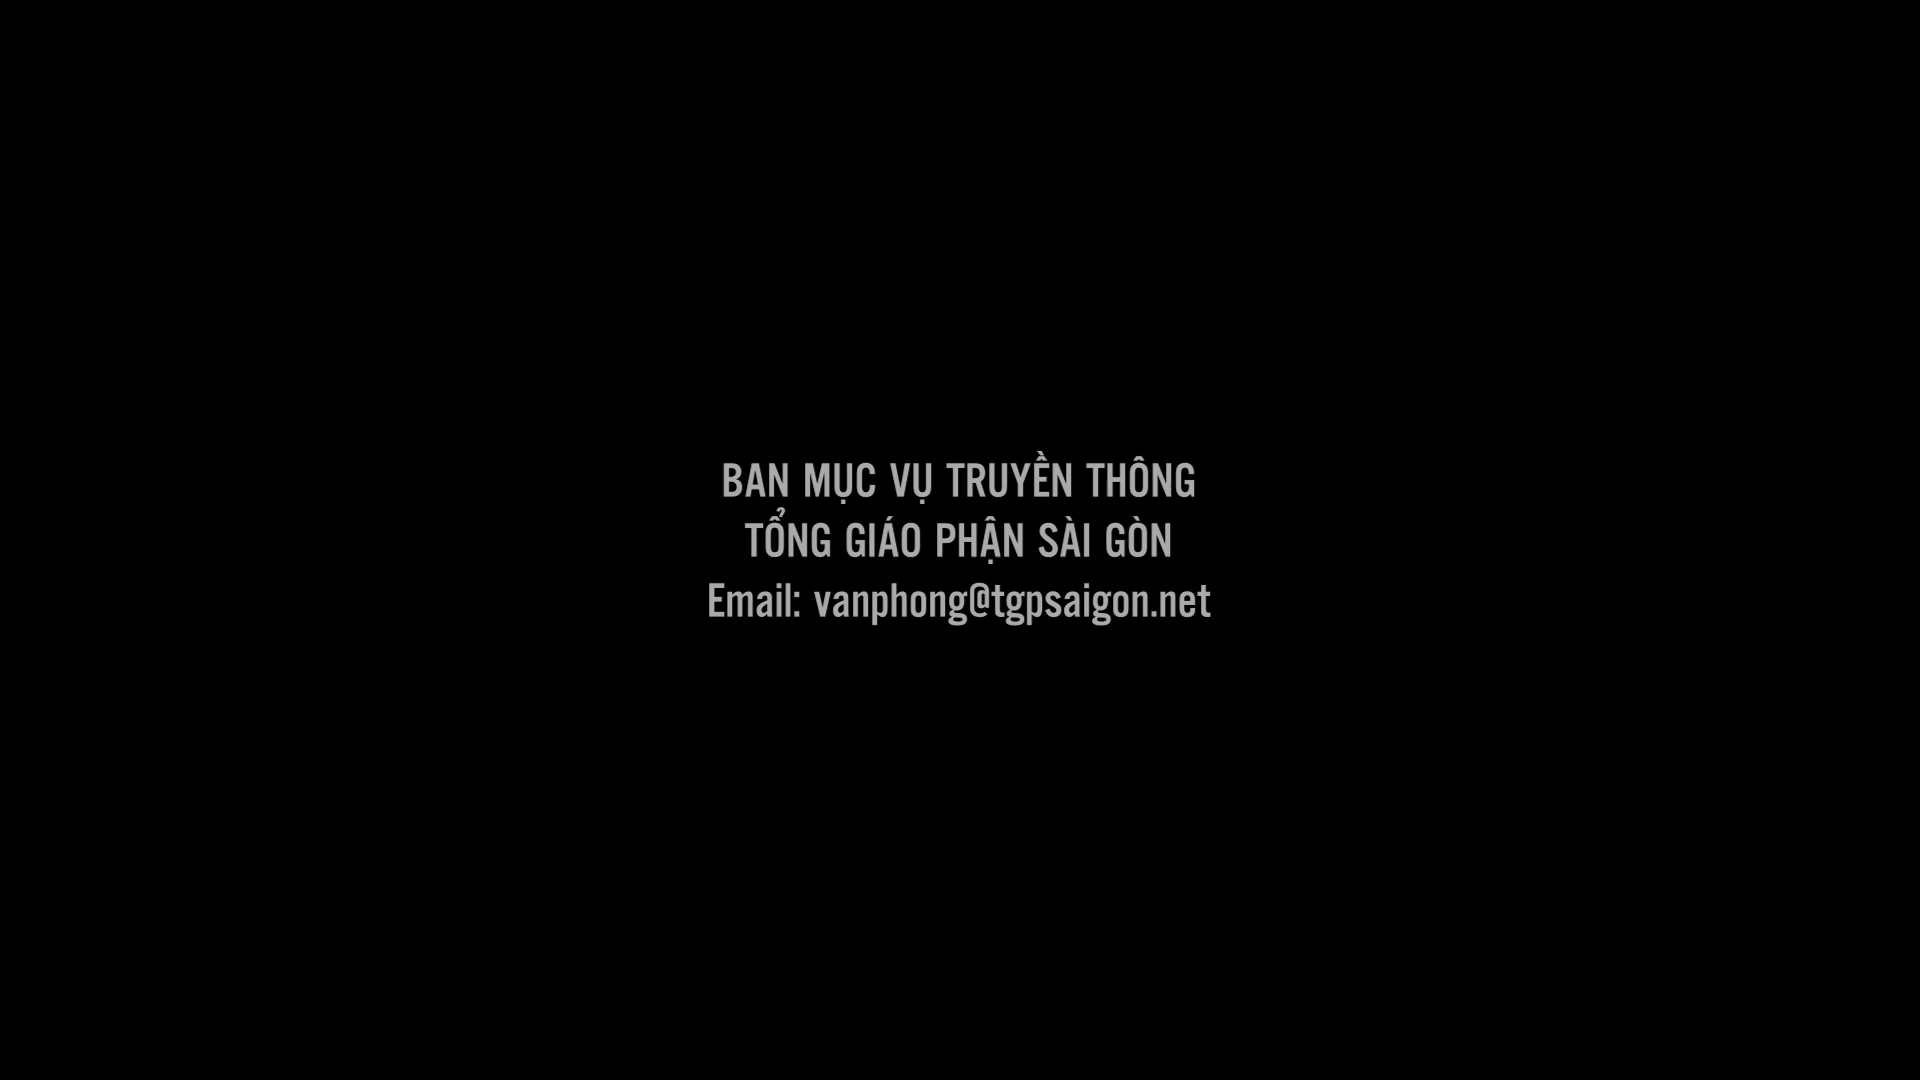 BAN MỤC VỤ TRUYỀN THÔNG
TỔNG GIÁO PHẬN SÀI GÒN
Email: vanphong@tgpsaigon.net